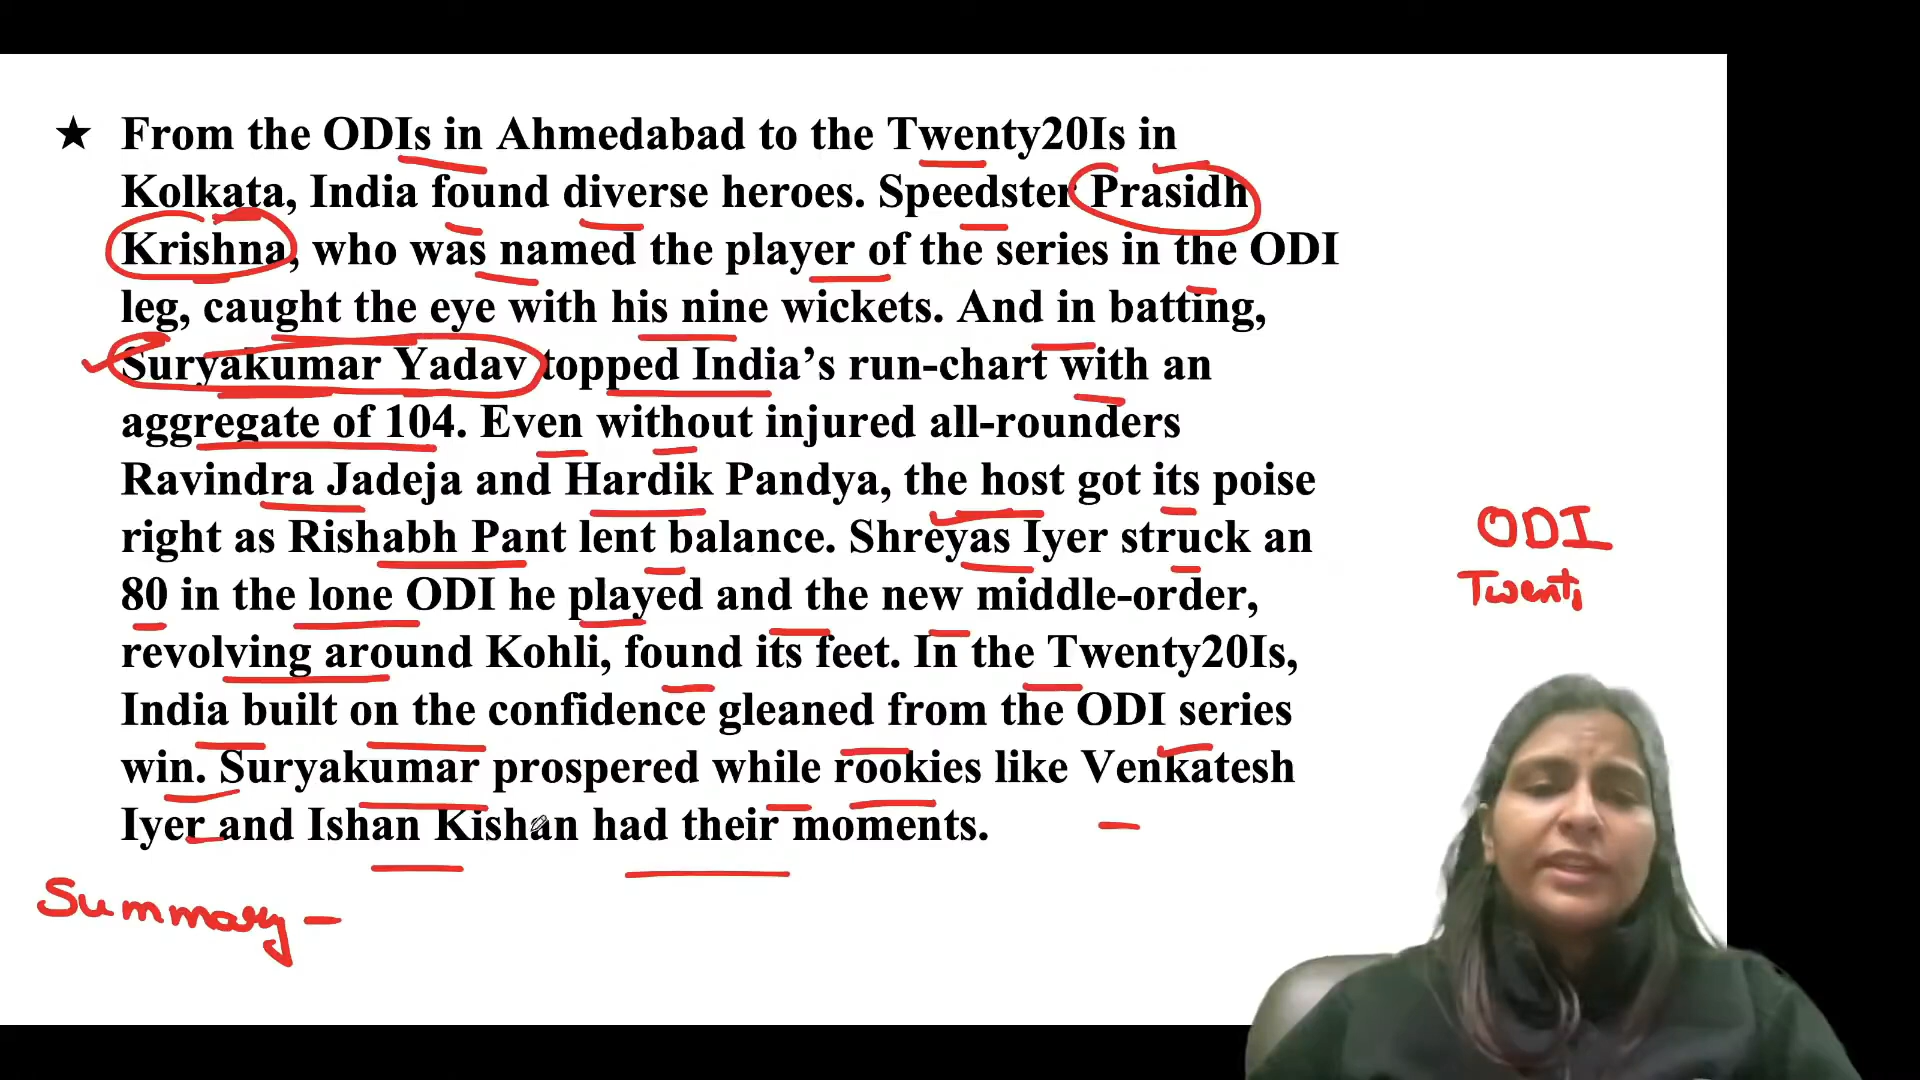 ★ From the ODIs in Ahmedabad to the Twenty20Is in
Kolkata, India found diverse heroes. Speedster Prasidh
Krishna, who was named the player of the series in the ODI
leg, caught the eye with his nine wickets. And in batting,
Suryakumar Yadav topped India’s run-chart with an
aggregate of 104. Even without injured all-rounders
Ravindra Jadeja and Hardik Pandya, the host got its poise
right as Rishabh Pant lent balance. Shreyas Iyer struck an
80 in the lone ODI he played and the new middle-order,
revolving around Kohli, found its feet. In the Twenty20Is,
India built on the confidence gleaned from the ODI series
win. Suryakumar prospered while rookies like Venkatesh
Iyer and Ishan Kishan had their moments.
Summary -
ODI